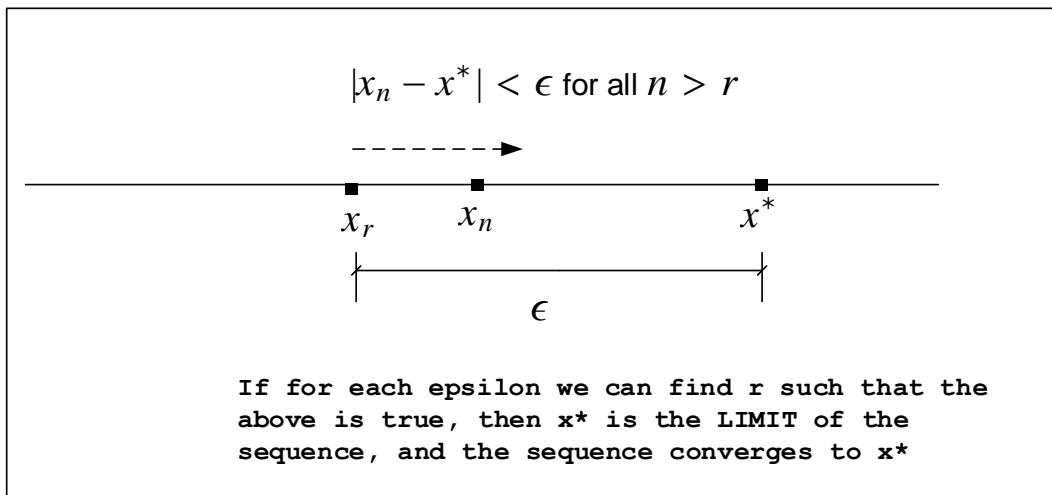 |x_n − x^*| < ϵ for all n > r
x_r x_n x^*
ϵ
If for each epsilon we can find r such that the
above is true, then x* is the LIMIT of the
sequence, and the sequence converges to x*